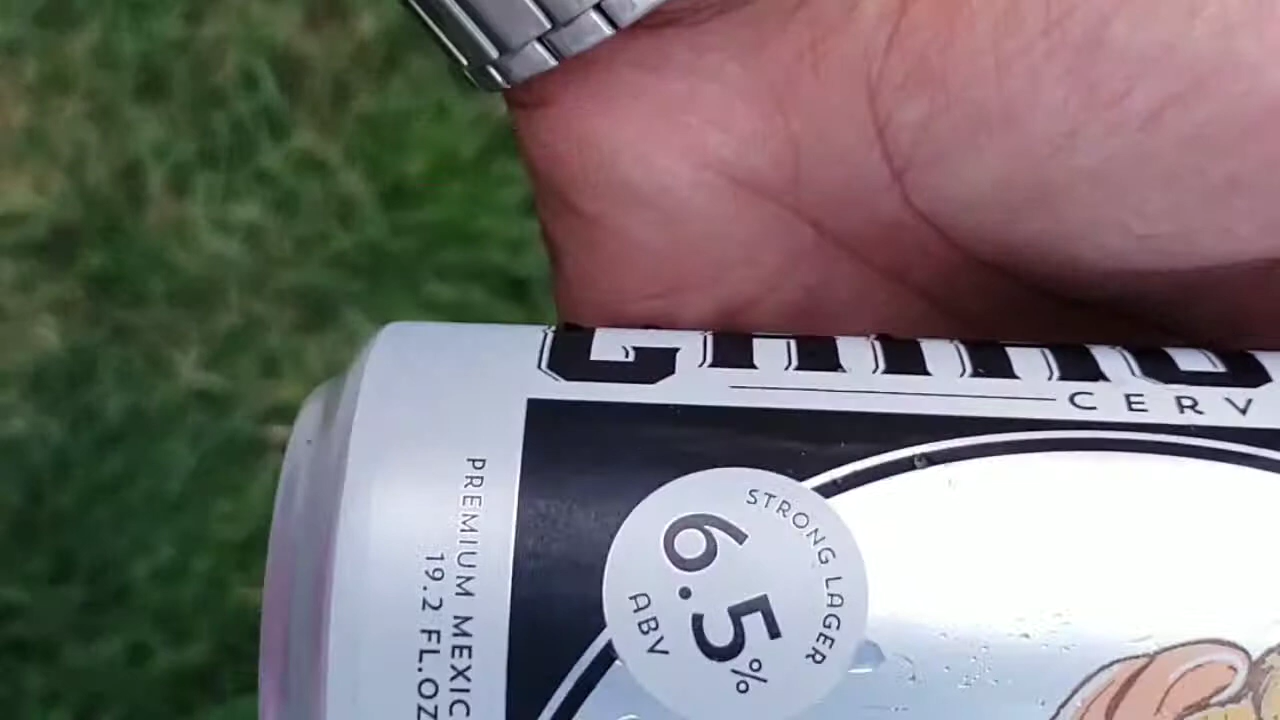 CERV
STRONG LAGER
6.5%
ABV
PREMIUM MEXIC
19.2 FL.OZ